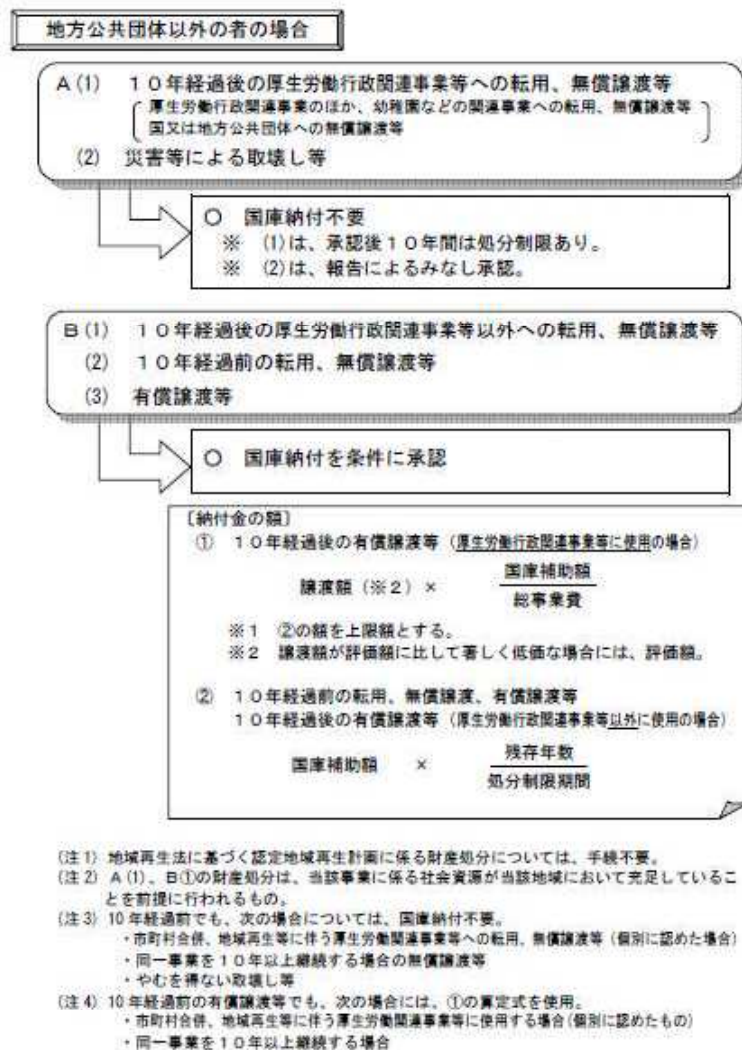 地方公共団体以外の者の場合
A(1) 10年経過後の厚生労働行政関連事業等への転用、無償譲渡等
厚生労働行政関連事業のほか、幼稚園などの関連事業への転用、無償譲渡等
国又は地方公共団体への無償譲渡等
(2) 災害等による取壊し等
○ 国庫納付不要
※ (1)は、承認後10年間は処分制限あり。
※ (2)は、報告によるみなし承認。
B(1) 10年経過後の厚生労働行政関連事業等以外への転用、無償譲渡等
(2) 10年経過前の転用、無償譲渡等
(3) 有償譲渡等
○ 国庫納付を条件に承認
〔納付金の額〕
① 10年経過後の有償譲渡等(厚生労働行政関連事業等に使用の場合)
譲渡額(※2)× 国庫補助額
総事業費
※1 ②の額を上限額とする。
※2 譲渡額が評価額に比して著しく低価な場合には、評価額。
② 10年経過前の転用、無償譲渡、有償譲渡等
10年経過後の有償譲渡等(厚生労働行政関連事業等以外に使用の場合)
国庫補助額 × 残存年数
処分制限期間
(注1) 地域再生法に基づく認定地域再生計画に係る財産処分については、手続不要。
(注2) A(1)、B①の財産処分は、当該事業に係る社会資源が当該地域において充足しているこ
とを前提に行われるもの。
(注3) 10年経過前でも、次の場合については、国庫納付不要。
・市町村合併、地域再生等に伴う厚生労働関連事業等への転用、無償譲渡等(個別に認めた場合)
・同一事業を10年以上継続する場合の無償譲渡等
・やむを得ない取壊し等
(注4) 10年経過前の有償譲渡等でも、次の場合には、①の算定式を使用。
・市町村合併、地域再生等に伴う厚生労働関連事業等に使用する場合(個別に認めたもの)
・同一事業を10年以上継続する場合